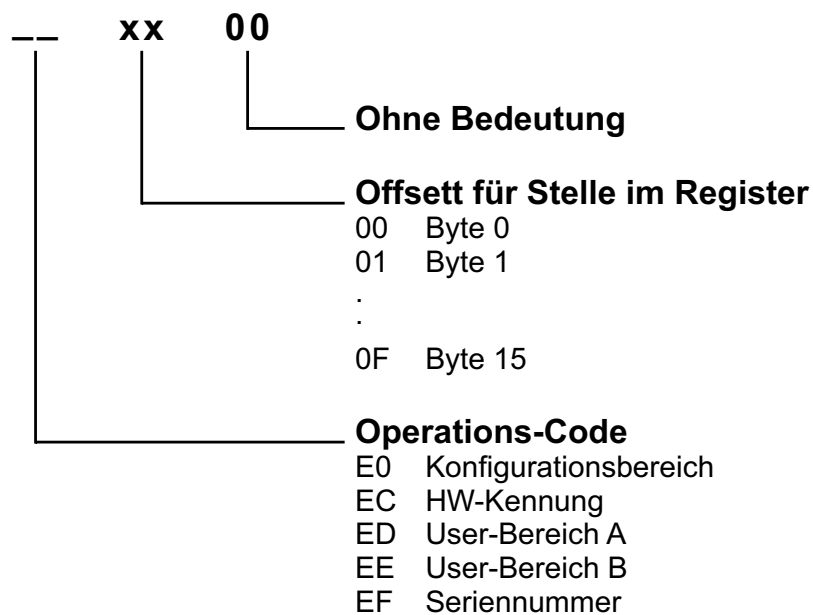 __ xx 00
Ohne Bedeutung
Offsett für Stelle im Register
00 Byte 0
01 Byte 1
.
.
0F Byte 15
Operations-Code
E0 Konfigurationsbereich
EC HW-Kennung
ED User-Bereich A
EE User-Bereich B
EF Seriennummer